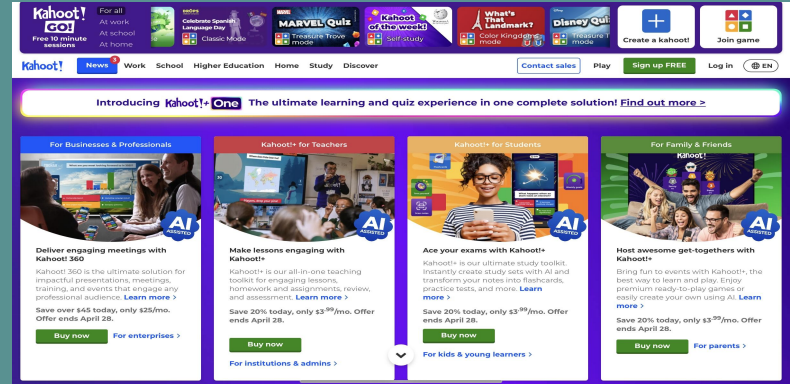 Kahoot!
GO!
Free 10 minute
sessions
For all
At work
At school
At home
DROPS
Celebrate Spanish
Language Day
Classic Mode
MARVEL Quiz
Treasure Trove
mode
Kahoot
of the week!
Self-study
What's
That
Landmark?
Color Kingdoms
mode
Disney Qui
Treasure T
mode
Create a kahoot!
Join game
Kahoot!
News 3 Work School Higher Education Home Study Discover Contact sales Play Sign up FREE Log in EN
Introducing Kahoot!+ One The ultimate learning and quiz experience in one complete solution! Find out more >
For Businesses & Professionals
AI
ASSISTED
Deliver engaging meetings with
Kahoot! 360
Kahoot! 360 is the ultimate solution for
impactful presentations, meetings,
training, and events that engage any
professional audience. Learn more >
Save over $45 today, only $25/mo.
Offer ends April 28.
Buy now For enterprises >
Kahoot!+ for Teachers
AI
ASSISTED
Make lessons engaging with
Kahoot!+
Kahoot!+ is our all-in-one teaching
toolkit for engaging lessons,
homework and assignments, review,
and assessment. Learn more >
Save 20% today, only $3.99/mo. Offer
ends April 28.
Buy now
For institutions & admins >
Kahoot!+ for Students
AI
ASSISTED
Ace your exams with Kahoot!+
Kahoot!+ is our ultimate study toolkit.
Instantly create study sets with AI and
transform your notes into flashcards,
practice tests, and more. Learn
more >
Save 20% today, only $3.99/mo. Offer
ends April 28.
Buy now
For kids & young learners >
For Family & Friends
Kahoot!
AI
ASSISTED
Host awesome get-togethers with
Kahoot!+
Bring fun to events with Kahoot!+, the
best way to learn and play. Enjoy
premium ready-to-play games or
easily create your own using AI. Learn
more >
Save 20% today, only $3.99/mo. Offer
ends April 28.
Buy now For parents >